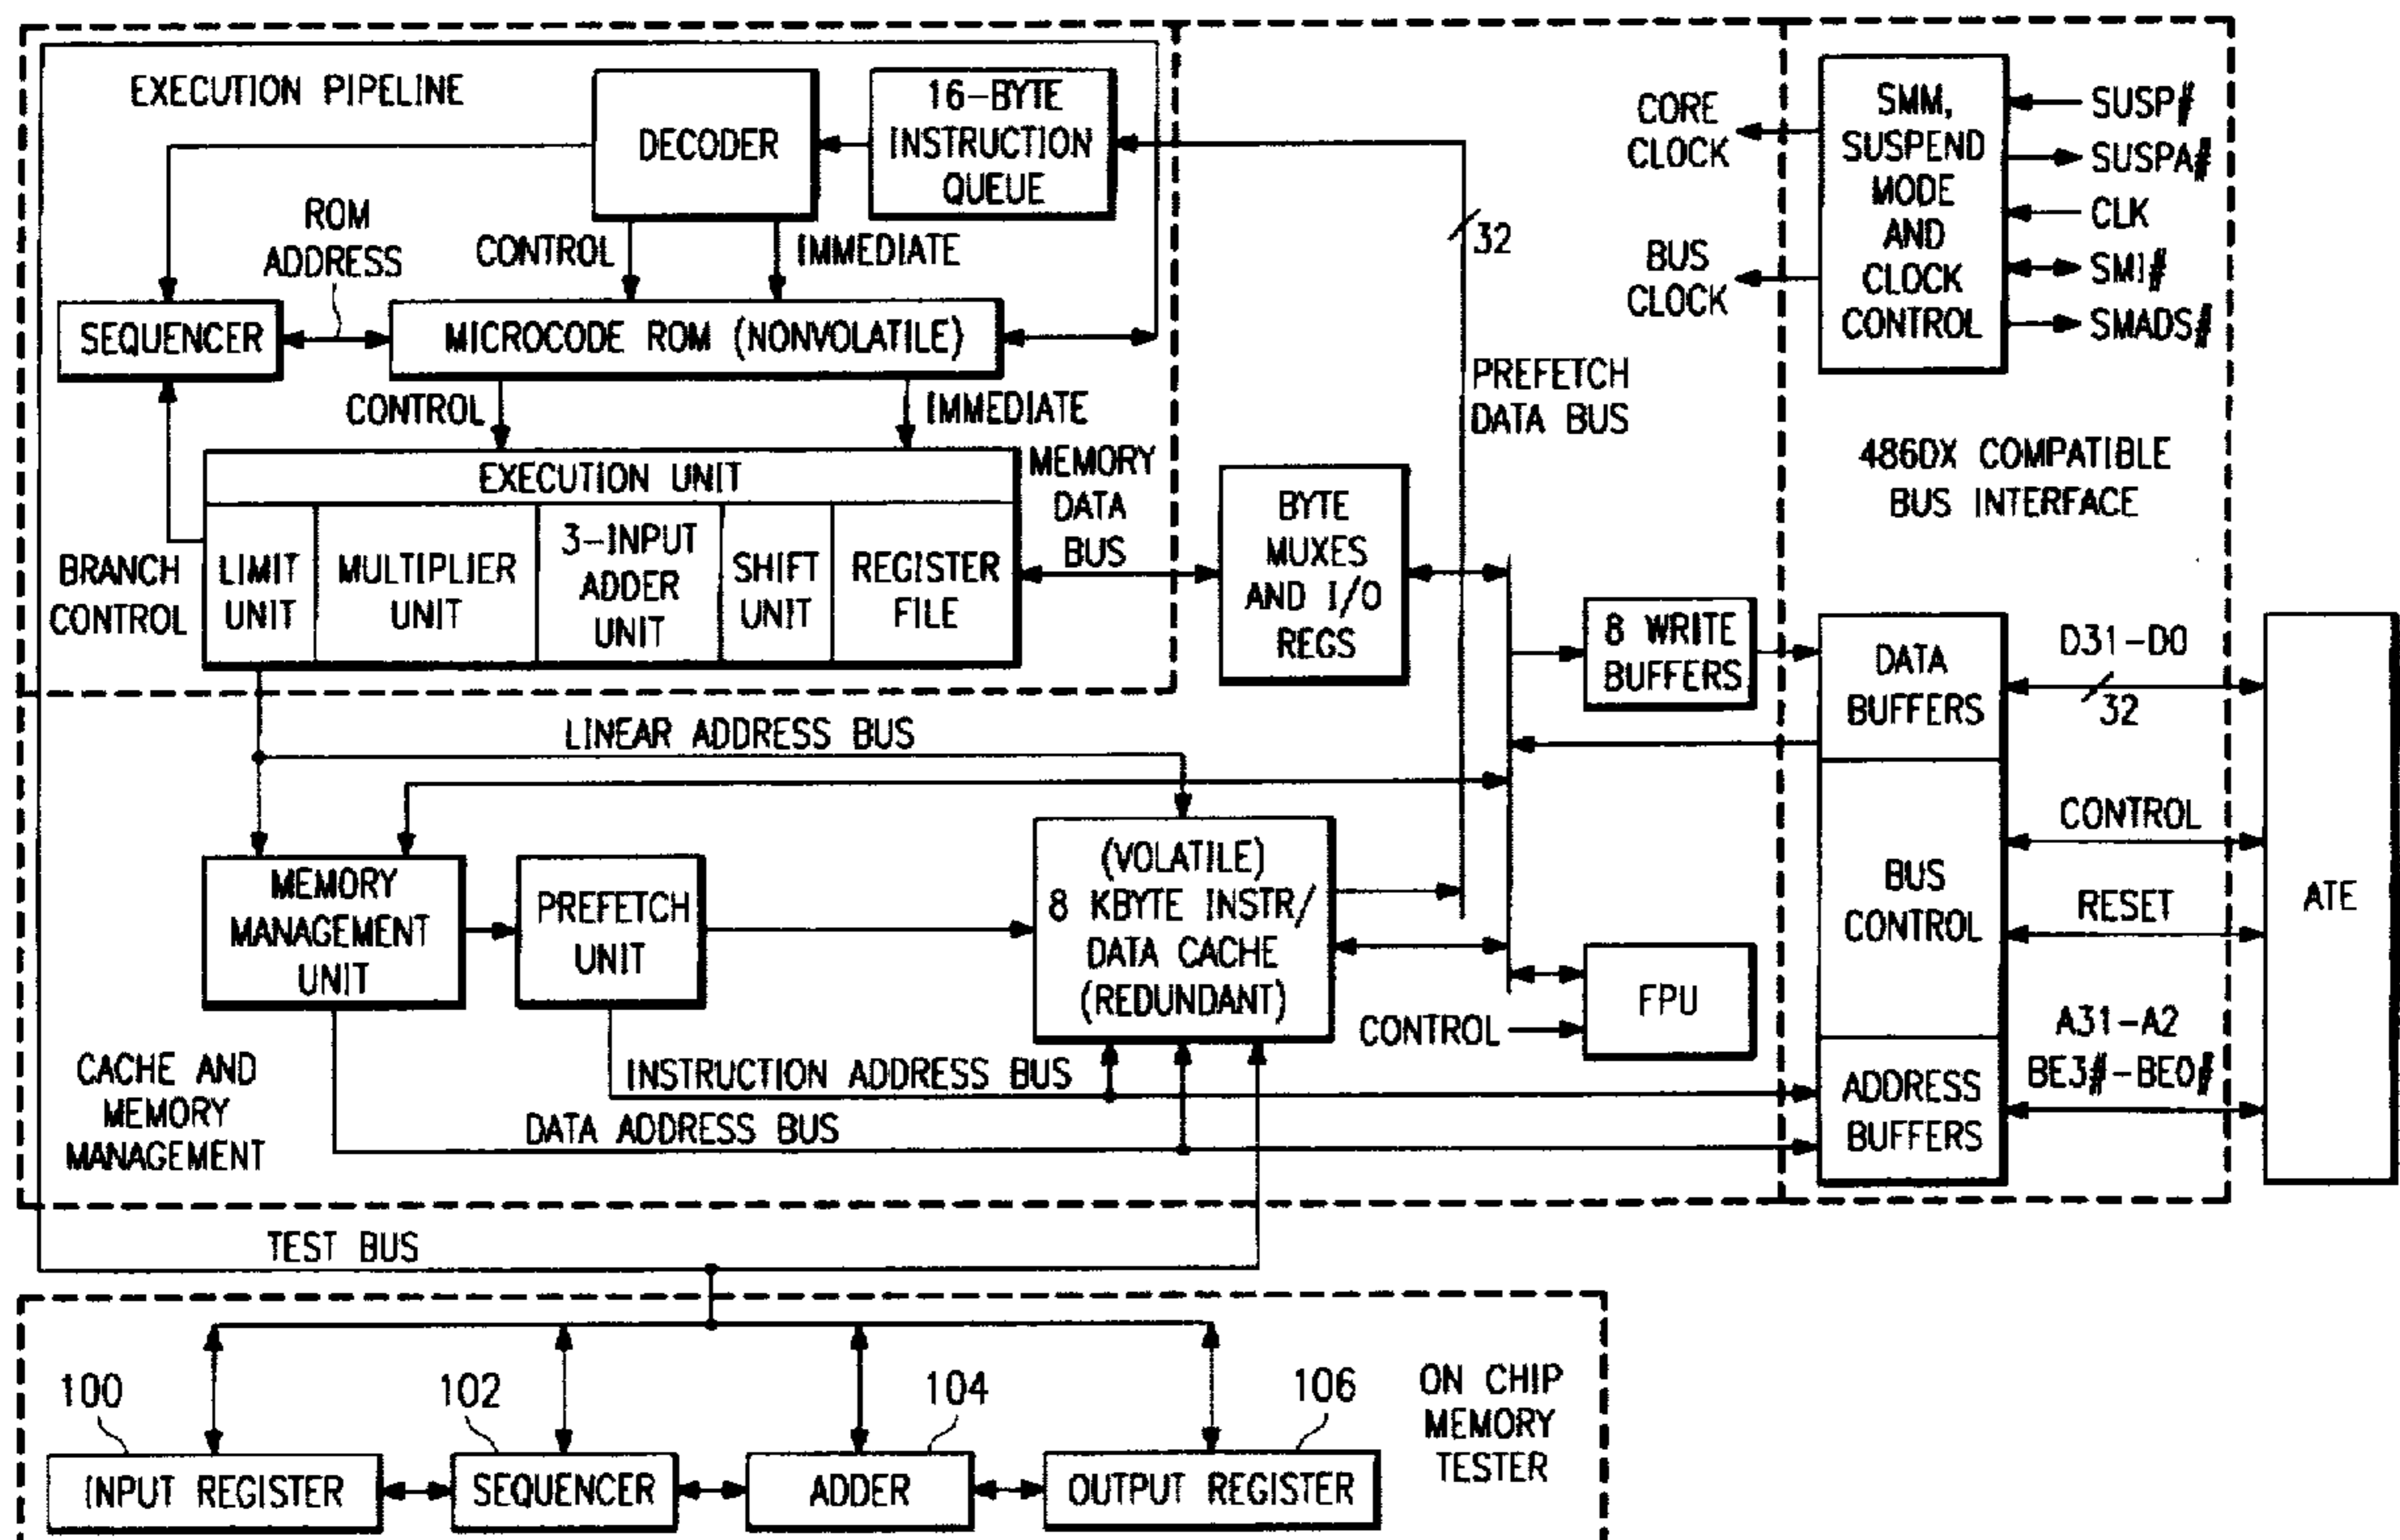 EXECUTION PIPELINE
DECODER
16-BYTE
INSTRUCTION
QUEUE
ROM
ADDRESS
CONTROL
IMMEDIATE
SEQUENCER
MICROCODE ROM (NONVOLATILE)
CONTROL
IMMEDIATE
EXECUTION UNIT
LIMIT
UNIT
MULTIPLIER
UNIT
3-INPUT
ADDER
UNIT
SHIFT
UNIT
REGISTER
FILE
BRANCH
CONTROL
MEMORY
DATA
BUS
32
PREFETCH
DATA BUS
CORE
CLOCK
BUS
CLOCK
SMM,
SUSPEND
MODE
AND
CLOCK
CONTROL
SUSP#
SUSPA#
CLK
SMI#
SMADS#
486DX COMPATIBLE
BUS INTERFACE
BYTE
MUXES
AND I/O
REGS
8 WRITE
BUFFERS
DATA
BUFFERS
D31-D0
32
LINEAR ADDRESS BUS
MEMORY
MANAGEMENT
UNIT
PREFETCH
UNIT
(VOLATILE)
8 KBYTE INSTR/
DATA CACHE
(REDUNDANT)
FPU
CONTROL
BUS
CONTROL
CONTROL
RESET
ATE
A31-A2
BE3#-BE0#
ADDRESS
BUFFERS
INSTRUCTION ADDRESS BUS
DATA ADDRESS BUS
CACHE AND
MEMORY
MANAGEMENT
TEST BUS
100
102
104
106
ON CHIP
MEMORY
TESTER
INPUT REGISTER
SEQUENCER
ADDER
OUTPUT REGISTER